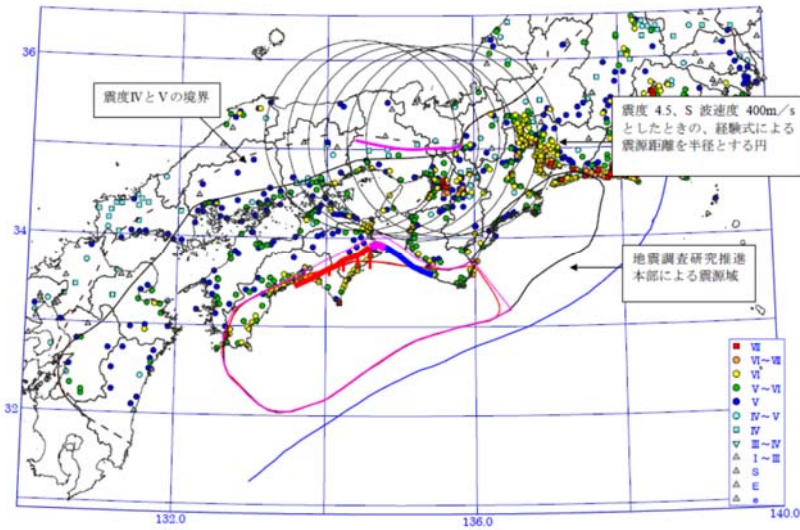 36
震度ⅣとⅤの境界
震度 4.5、S 波速度 400m/s
としたときの、経験式による
震源距離を半径とする円
34
地震調査研究推進
本部による震源域
32
Ⅶ
Ⅵ～Ⅶ
Ⅵ
Ⅴ～Ⅵ
Ⅴ
Ⅳ～Ⅴ
Ⅳ
Ⅲ～Ⅳ
Ⅰ～Ⅲ
S
E
e
132.0
136.0
140.0